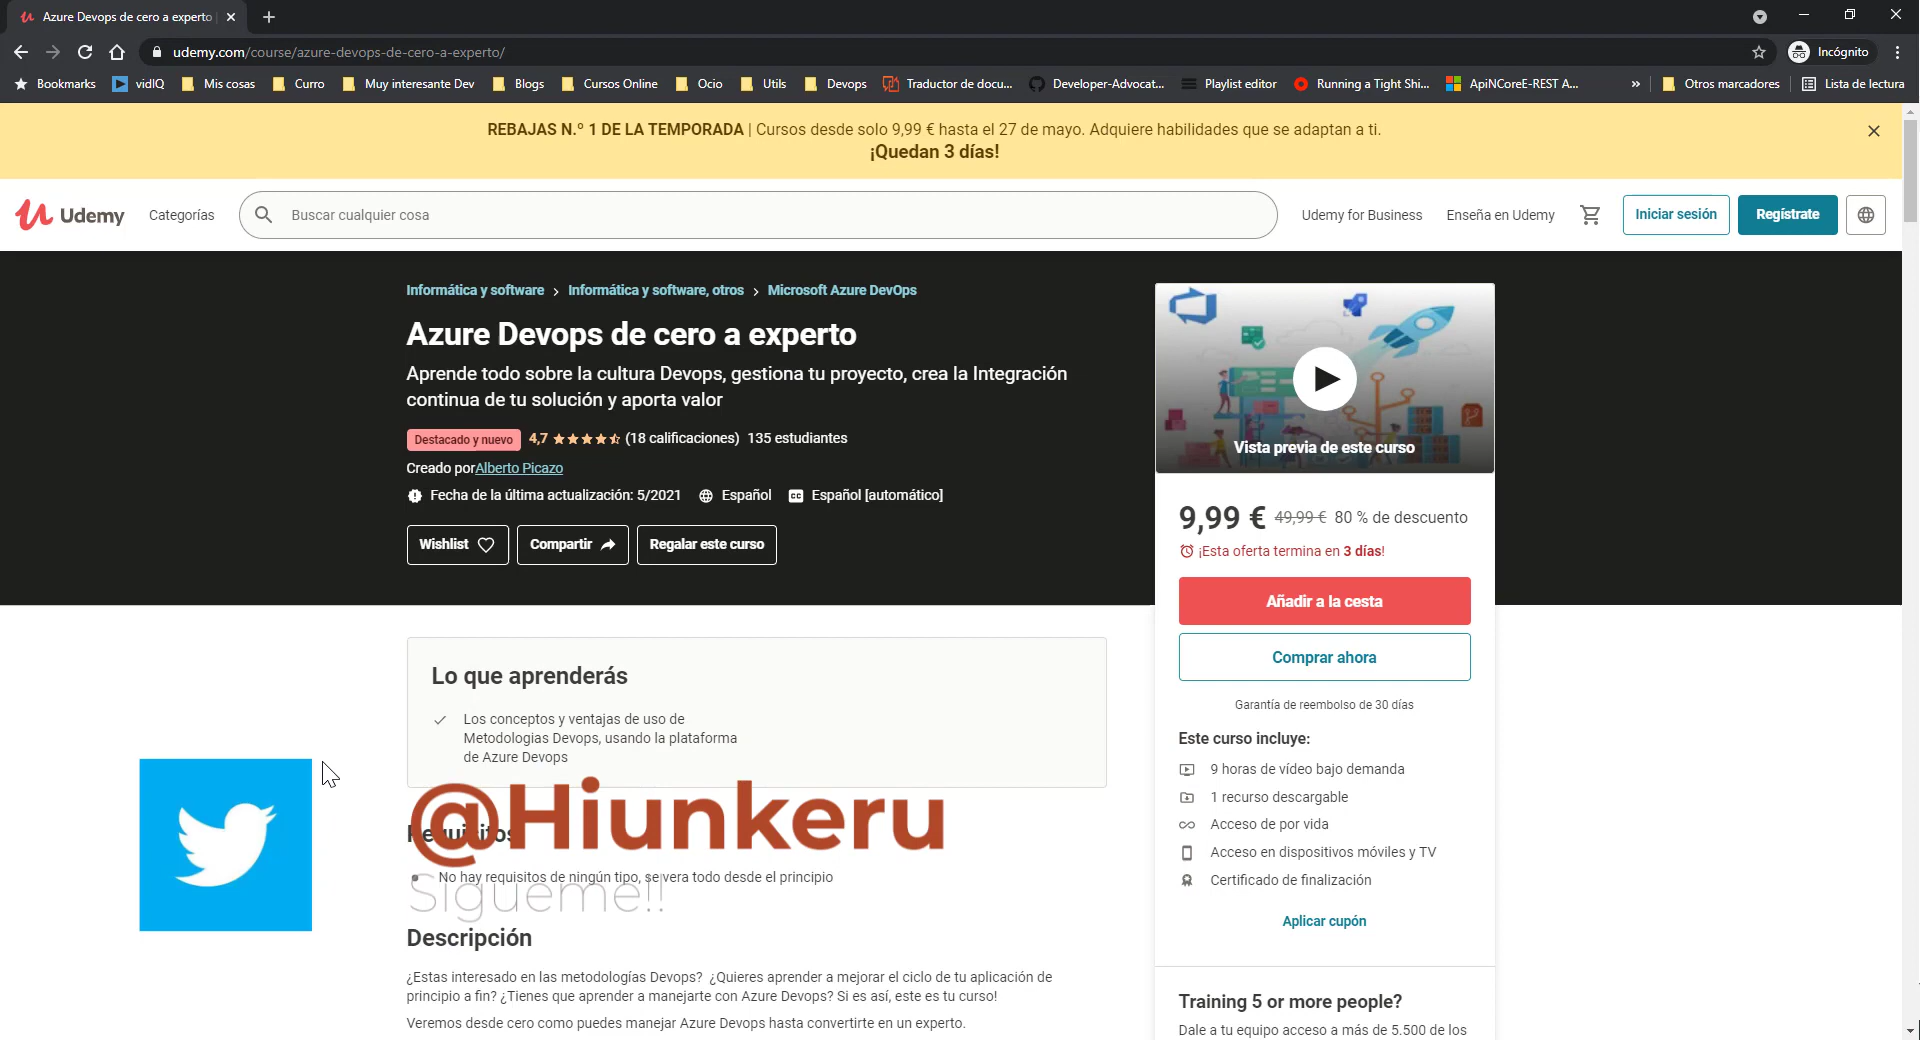 Azure Devops de cero a experto
udemy.com/course/azure-devops-de-cero-a-experto/
Incógnito
Bookmarks vidIQ Mis cosas Curro Muy interesante Dev Blogs Cursos Online Ocio Utils Devops Traductor de docu... Developer-Advocat... Playlist editor Running a Tight Shi... ApiNCoreE-REST A... » Otros marcadores Lista de lectura
REBAJAS N.º 1 DE LA TEMPORADA | Cursos desde solo 9,99 € hasta el 27 de mayo. Adquiere habilidades que se adaptan a ti.
¡Quedan 3 días!
Udemy Categorías Buscar cualquier cosa Udemy for Business Enseña en Udemy Iniciar sesión Regístrate
Informática y software > Informática y software, otros > Microsoft Azure DevOps
Azure Devops de cero a experto
Aprende todo sobre la cultura Devops, gestiona tu proyecto, crea la Integración
continua de tu solución y aporta valor
Destacado y nuevo 4,7 (18 calificaciones) 135 estudiantes
Creado porAlberto Picazo
Fecha de la última actualización: 5/2021 Español CC Español [automático]
Wishlist Compartir Regalar este curso
Vista previa de este curso
9,99 € 49,99 € 80 % de descuento
¡Esta oferta termina en 3 días!
Añadir a la cesta
Comprar ahora
Garantía de reembolso de 30 días
Este curso incluye:
9 horas de vídeo bajo demanda
1 recurso descargable
Acceso de por vida
Acceso en dispositivos móviles y TV
Certificado de finalización
Aplicar cupón
Training 5 or more people?
Dale a tu equipo acceso a más de 5.500 de los
Lo que aprenderás
Los conceptos y ventajas de uso de
Metodologias Devops, usando la plataforma
de Azure Devops
@Hiunkeru
Requisitos
No hay requisitos de ningún tipo, se vera todo desde el principio
Sigueme!!
Descripción
¿Estas interesado en las metodologías Devops? ¿Quieres aprender a mejorar el ciclo de tu aplicación de
principio a fin? ¿Tienes que aprender a manejarte con Azure Devops? Si es así, este es tu curso!
Veremos desde cero como puedes manejar Azure Devops hasta convertirte en un experto.